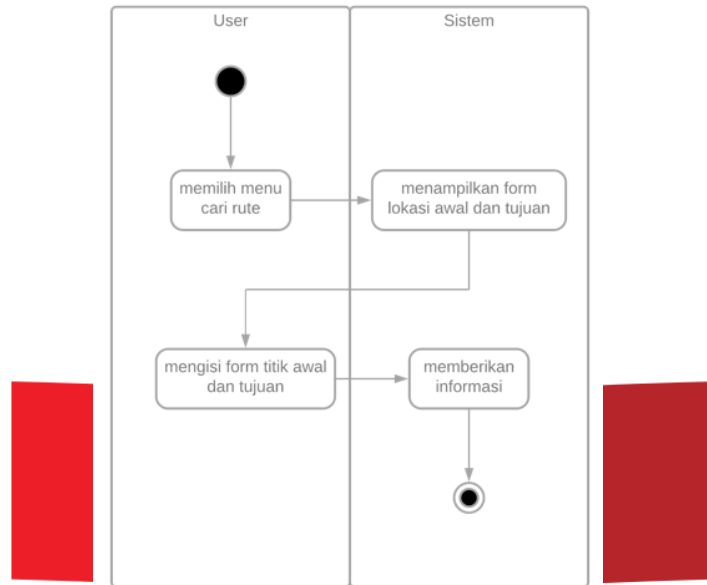 User
Sistem
memilih menu
cari rute
menampilkan form
lokasi awal dan tujuan
mengisi form titik awal
dan tujuan
memberikan
informasi